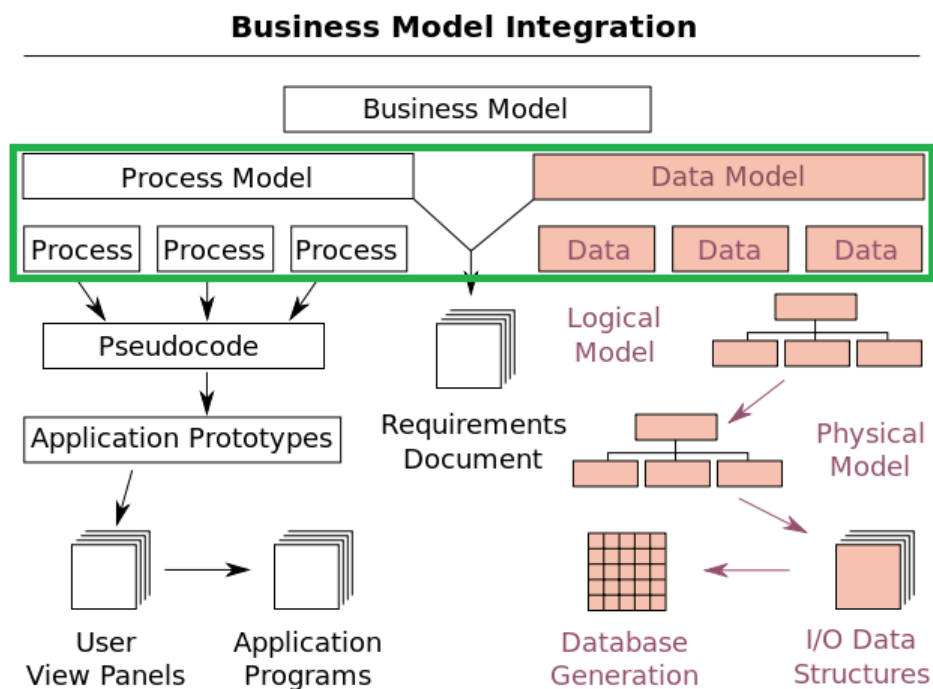 Business Model Integration
Business Model
Process Model
Data Model
Process
Process
Process
Data
Data
Data
Pseudocode
Logical
Model
Application Prototypes
Requirements
Document
Physical
Model
User
View Panels
Application
Programs
Database
Generation
I/O Data
Structures